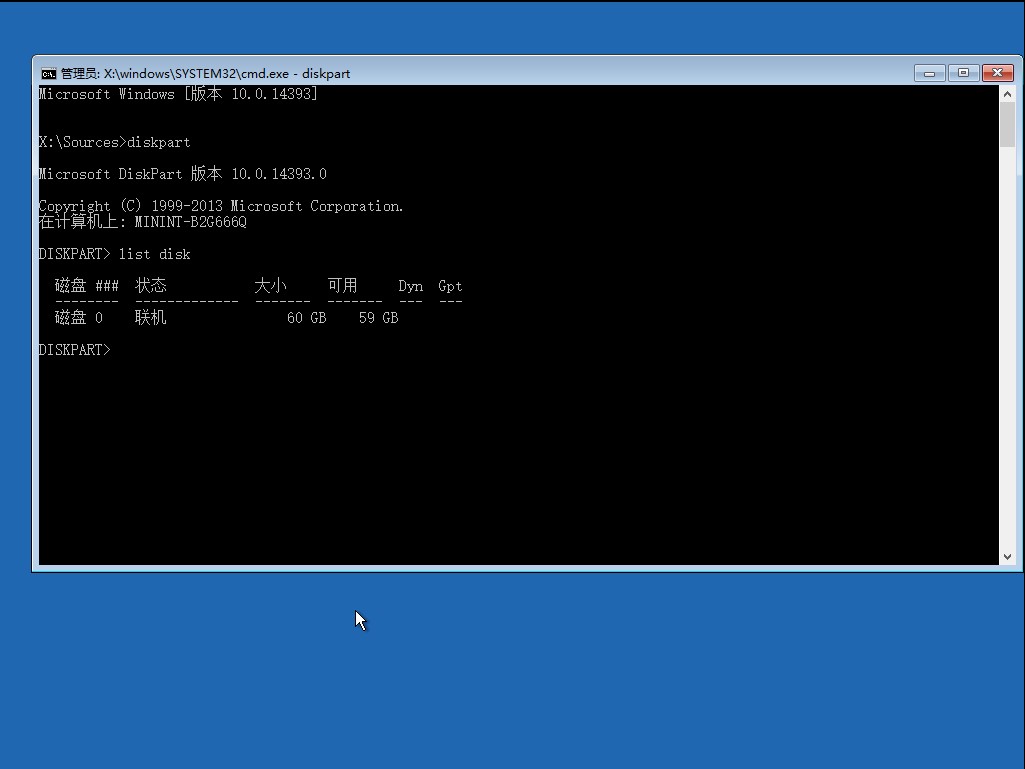 管理员: X:\windows\SYSTEM32\cmd.exe - diskpart
Microsoft Windows [版本 10.0.14393]
X:\Sources>diskpart
Microsoft DiskPart 版本 10.0.14393.0
Copyright (C) 1999-2013 Microsoft Corporation.
在计算机上: MININT-B2G666Q
DISKPART> list disk
磁盘 ### 状态 大小 可用 Dyn Gpt
-------- ------------- ------- ------- --- ---
磁盘 0 联机 60 GB 59 GB
DISKPART>